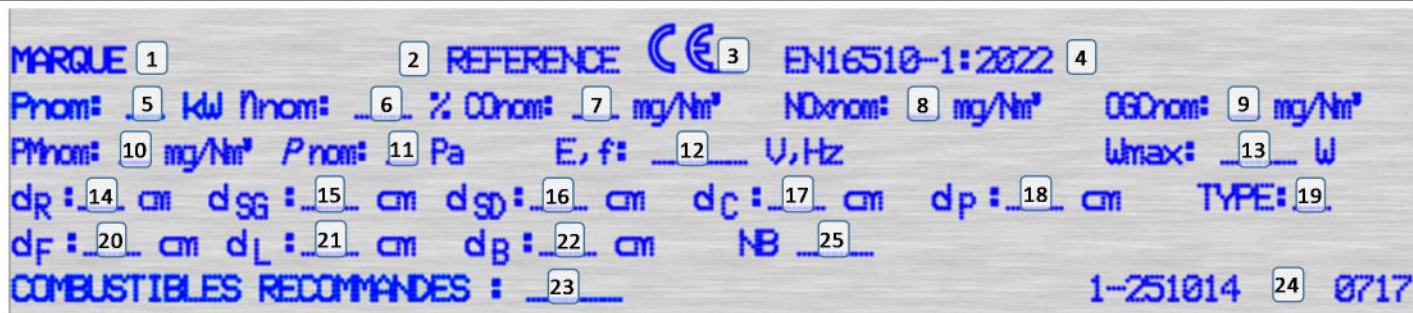 MARQUE 1 2 REFERENCE CE 3 EN16510-1:2022 4
Pnom: 5 kW ηnom: 6 % COnom: 7 mg/Nm³ NOxnom: 8 mg/Nm³ OGCnom: 9 mg/Nm³
PMnom: 10 mg/Nm³ Pnom: 11 Pa E,f: 12 V,Hz Wmax: 13 W
dR: 14 cm dSG: 15 cm dSD: 16 cm dC: 17 cm dP: 18 cm TYPE: 19
dF: 20 cm dL: 21 cm dB: 22 cm NB 25
COMBUSTIBLES RECOMMANDES : 23 1-251014 24 0717